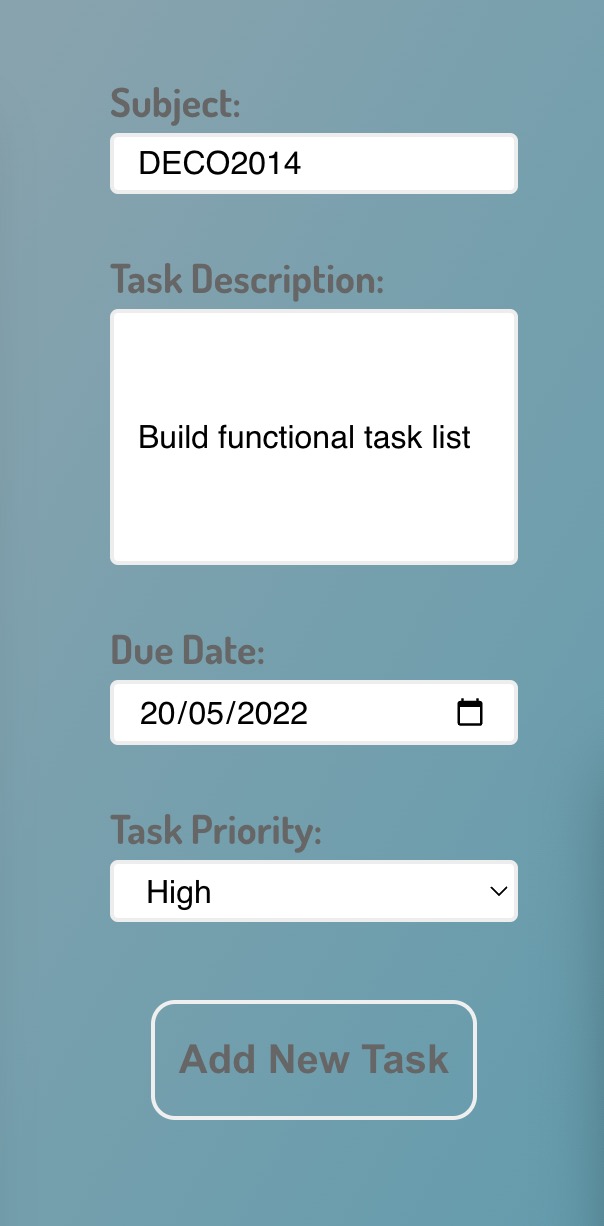 Subject:
DECO2014
Task Description:
Build functional task list
Due Date:
20/05/2022
Task Priority:
High
Add New Task